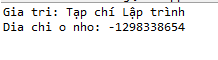 Gia tri: Tạp chí Lập trình
Dia chi o nho: -1298338654